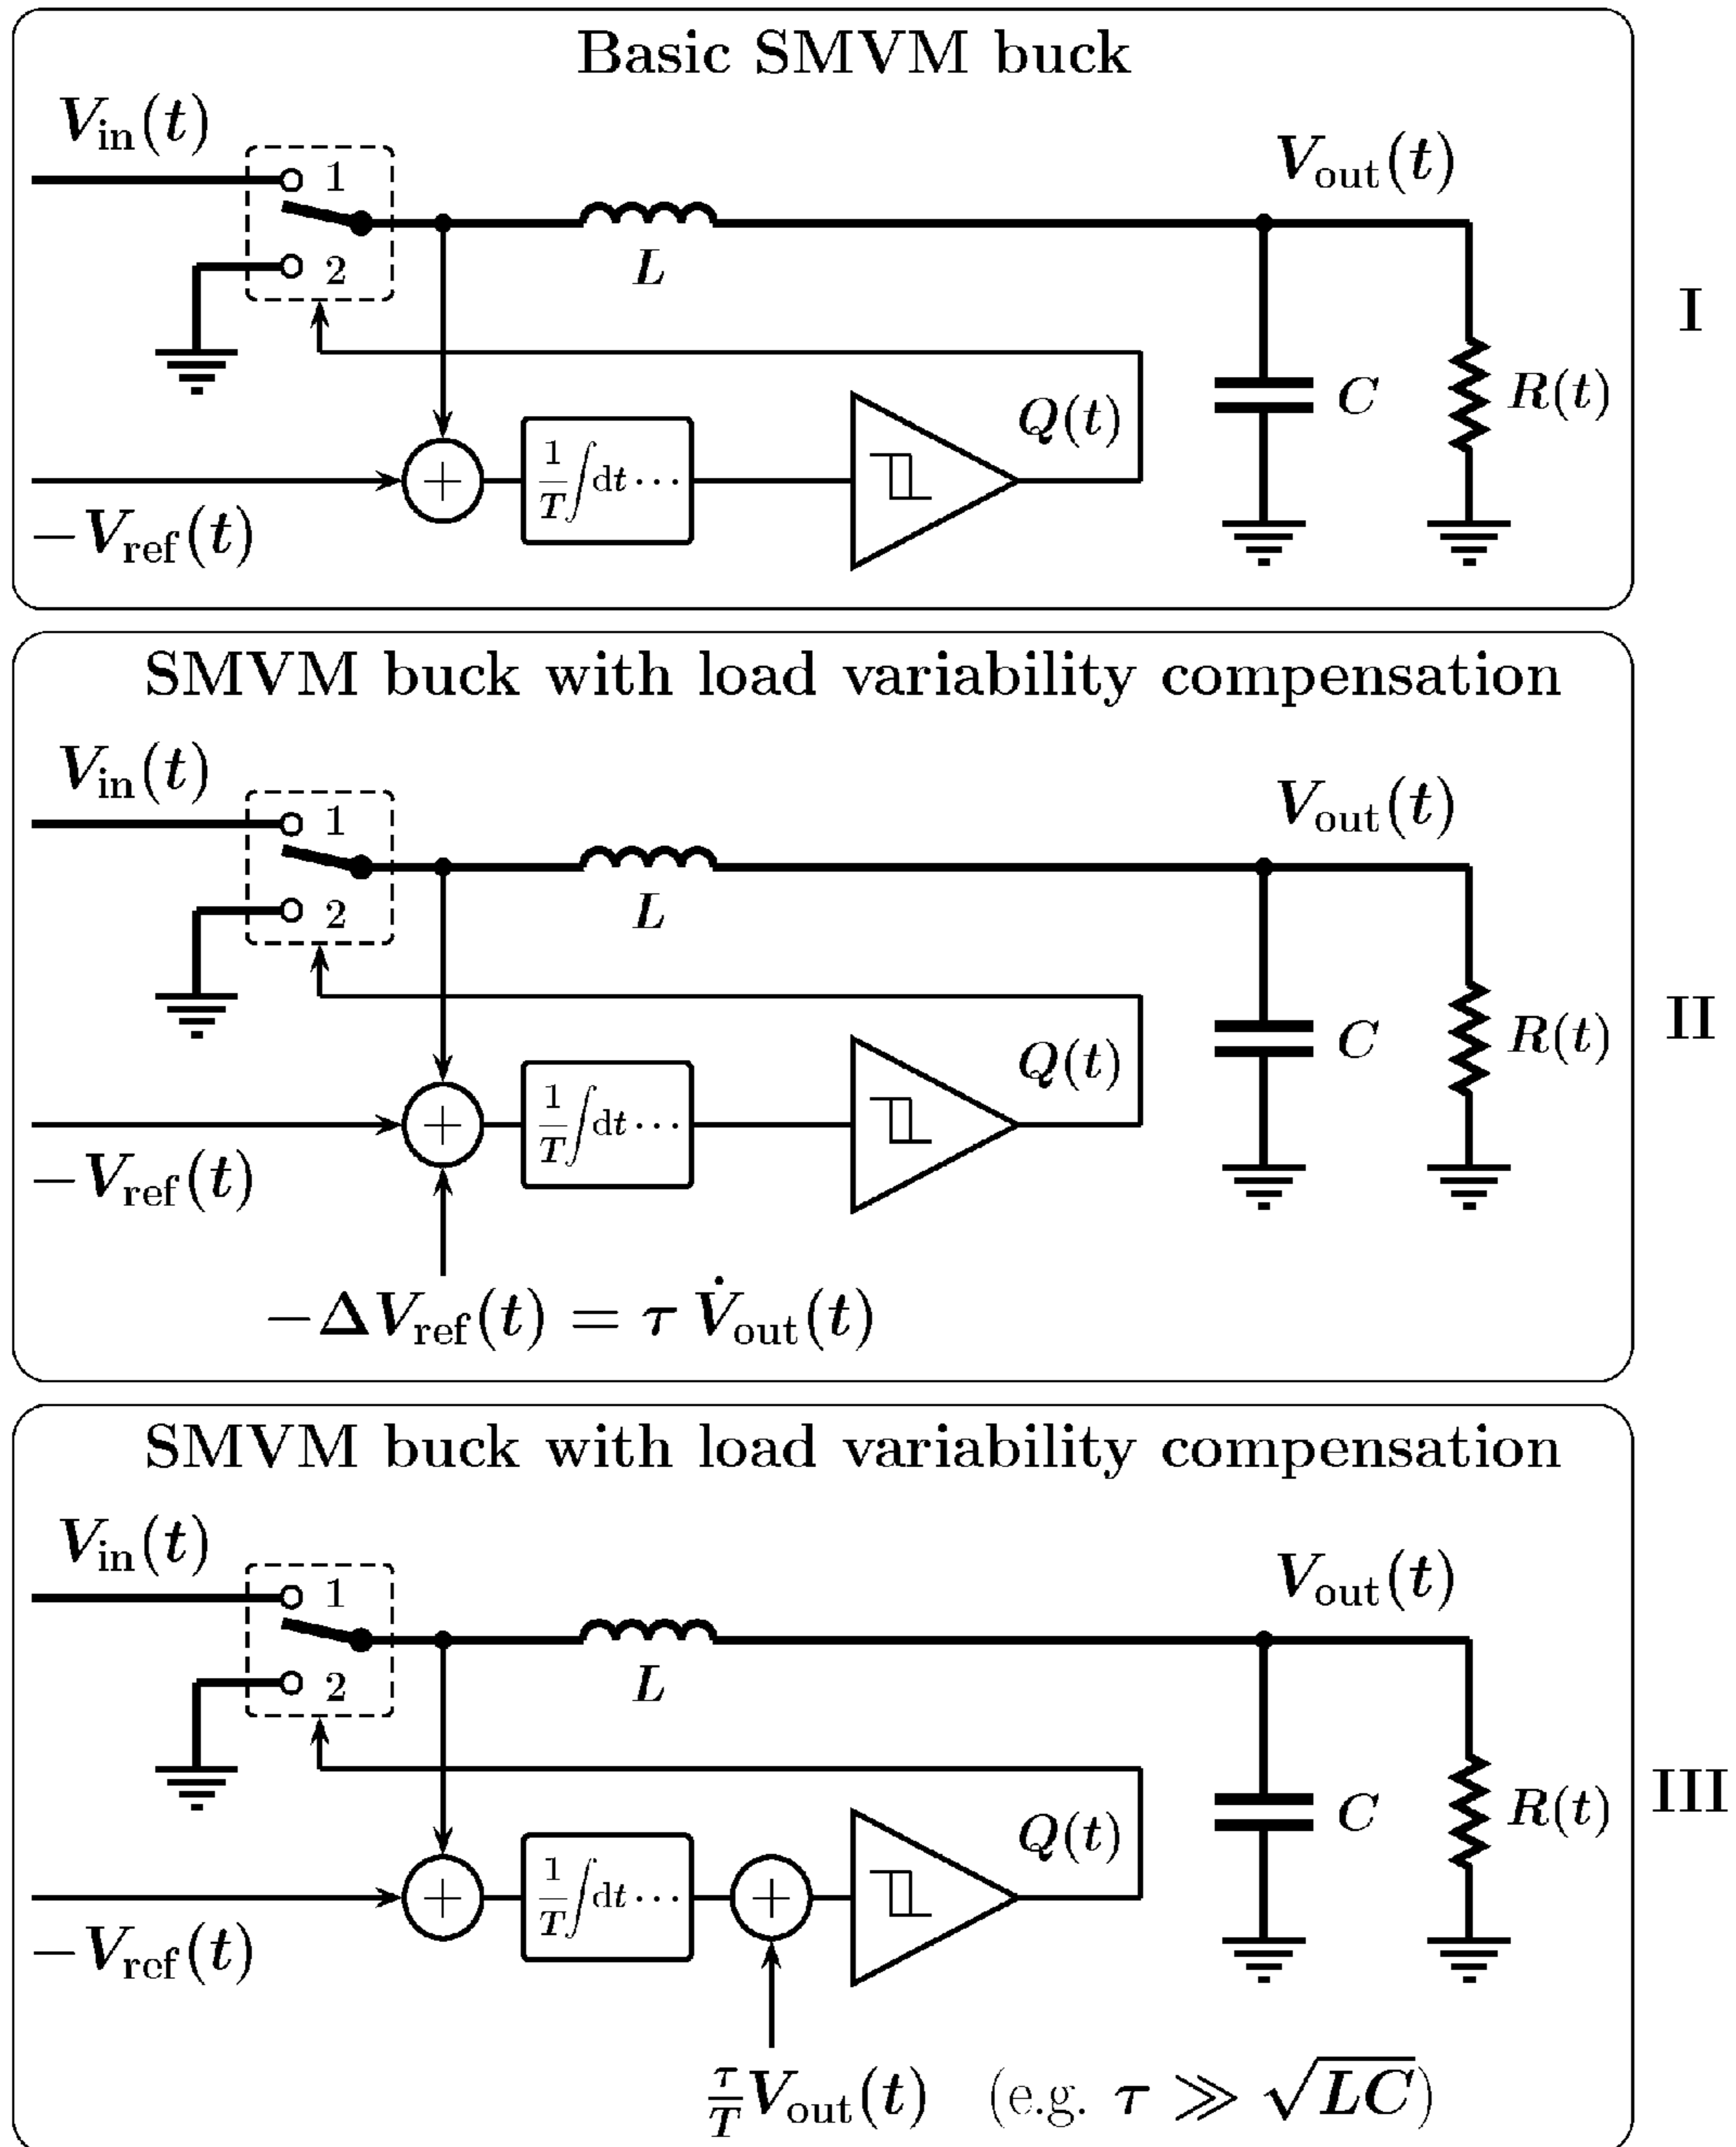 Basic SMVM buck
V_in(t)
1
V_out(t)
2
L
I
C
R(t)
Q(t)
1/T ∫dt ···
+
−V_ref(t)
SMVM buck with load variability compensation
V_in(t)
1
V_out(t)
2
L
II
C
R(t)
Q(t)
1/T ∫dt ···
+
−V_ref(t)
−ΔV_ref(t) = τ V̇_out(t)
SMVM buck with load variability compensation
V_in(t)
1
V_out(t)
2
L
III
C
R(t)
Q(t)
+
1/T ∫dt ···
+
−V_ref(t)
τ/T V_out(t) (e.g. τ ≫ √LC)